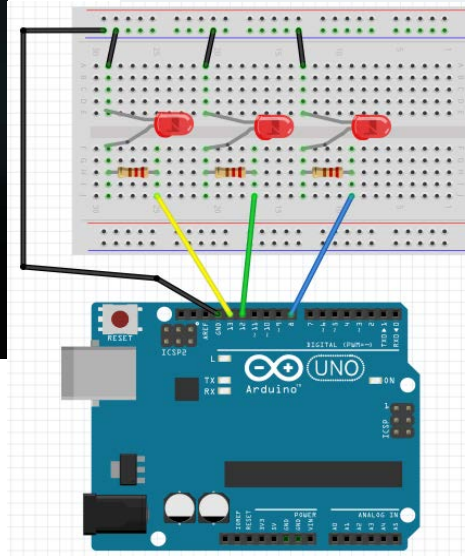 RESET
ICSP2
AREF
GND
13
12
~11
~10
~9
8
7
~6
~5
4
~3
2
TX▸1
RX◂0
L
TX
RX
DIGITAL (PWM=~)
UNO
Arduino™
ON
1
ICSP
IOREF
RESET
3V3
5V
GND
GND
VIN
POWER
ANALOG IN
A0
A1
A2
A3
A4
A5